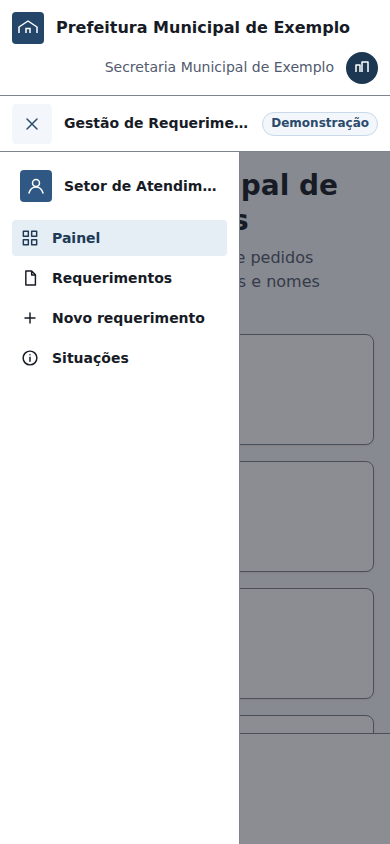 Prefeitura Municipal de Exemplo
Secretaria Municipal de Exemplo
Gestão de Requerime...
Demonstração
Setor de Atendim...
pal de
s
Painel
e pedidos
Requerimentos
s e nomes
Novo requerimento
Situações